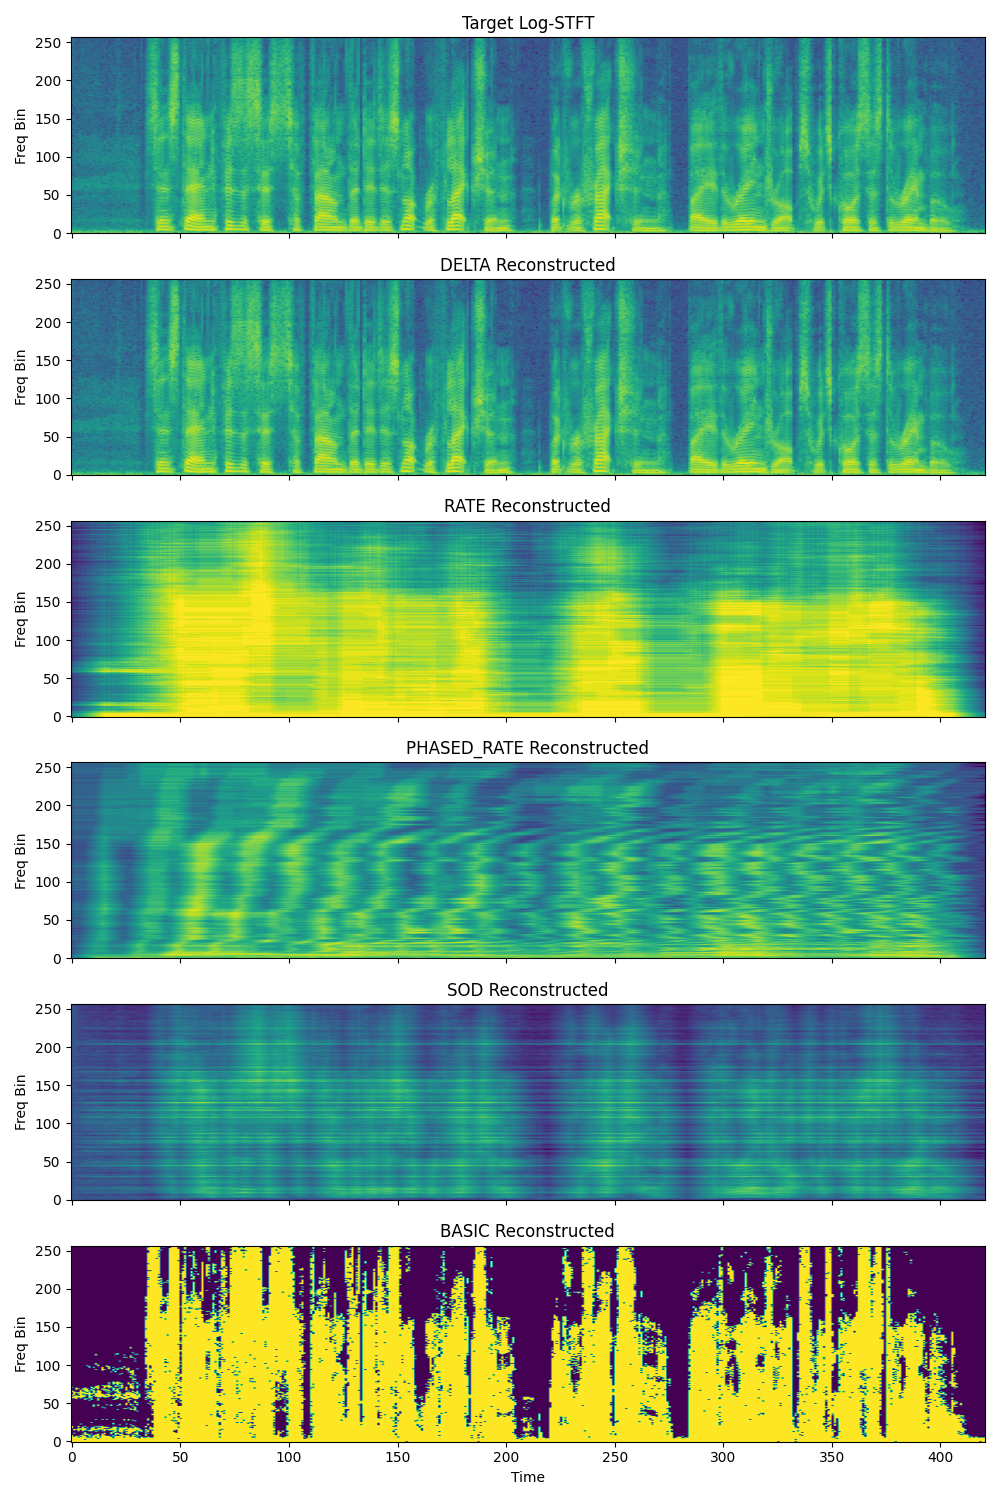 Target Log-STFT
250
200
150
100
50
0
Freq Bin
DELTA Reconstructed
250
200
150
100
50
0
Freq Bin
RATE Reconstructed
250
200
150
100
50
0
Freq Bin
PHASED_RATE Reconstructed
250
200
150
100
50
0
Freq Bin
SOD Reconstructed
250
200
150
100
50
0
Freq Bin
BASIC Reconstructed
250
200
150
100
50
0
Freq Bin
0 50 100 150 200 250 300 350 400
Time